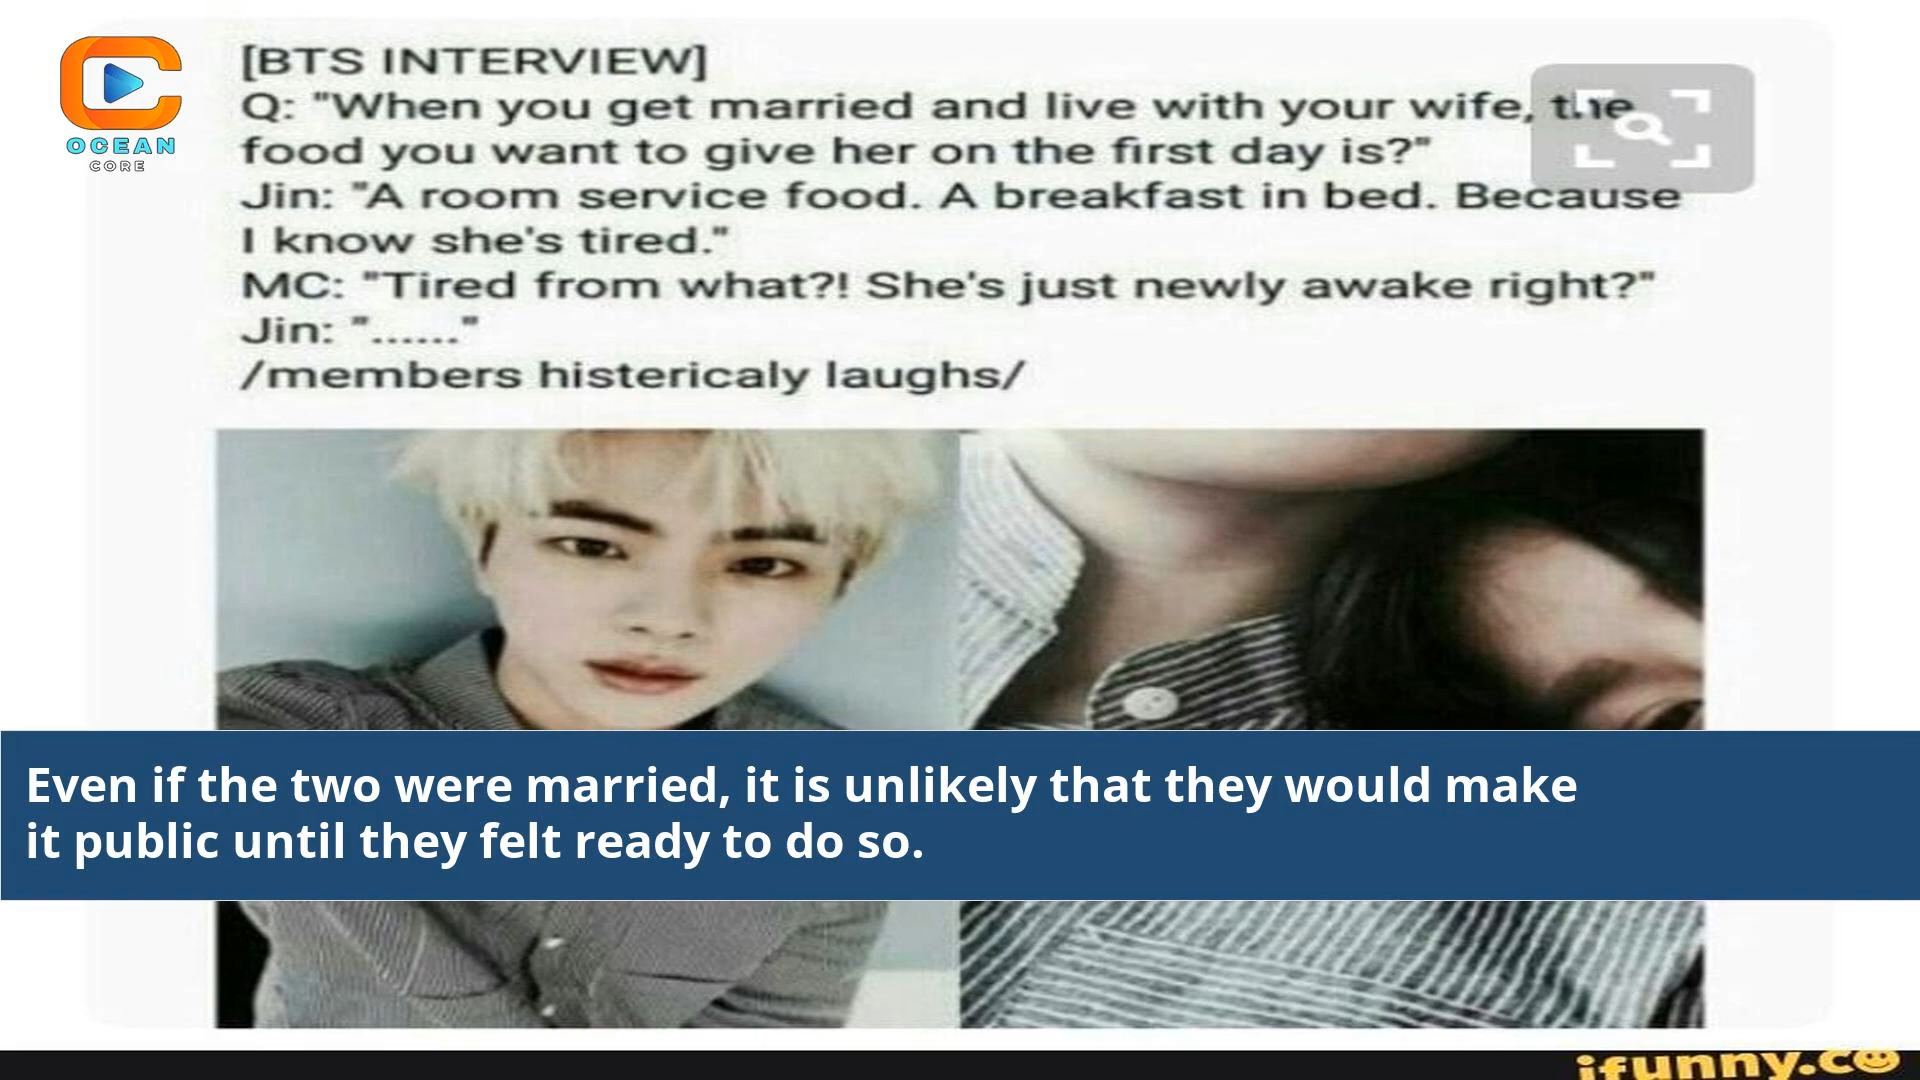 OCEAN
CORE
[BTS INTERVIEW]
Q: "When you get married and live with your wife, the
food you want to give her on the first day is?"
Jin: "A room service food. A breakfast in bed. Because
I know she's tired."
MC: "Tired from what?! She's just newly awake right?"
Jin: "......"
/members histericaly laughs/
Even if the two were married, it is unlikely that they would make
it public until they felt ready to do so.
ifunny.co